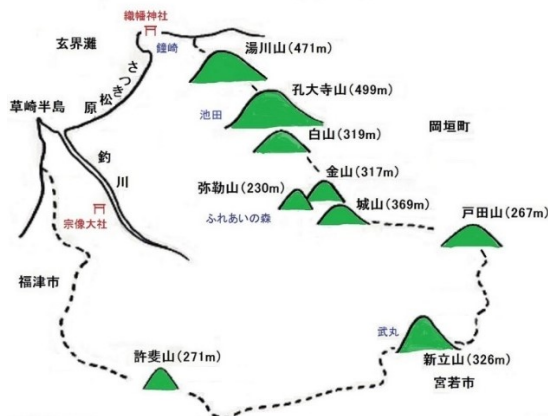 織幡神社
玄界灘
鐘崎
湯川山(471m)
さつき松原
孔大寺山(499m)
草崎半島
池田
岡垣町
白山(319m)
釣川
金山(317m)
弥勒山(230m)
城山(369m)
宗像大社
ふれあいの森
戸田山(267m)
福津市
武丸
許斐山(271m)
新立山(326m)
宮若市